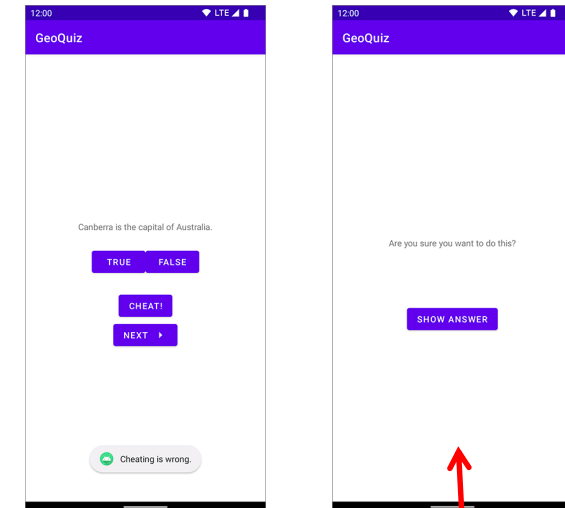 12:00 LTE
GeoQuiz
Canberra is the capital of Australia.
TRUE FALSE
CHEAT!
NEXT
Cheating is wrong.
12:00 LTE
GeoQuiz
Are you sure you want to do this?
SHOW ANSWER